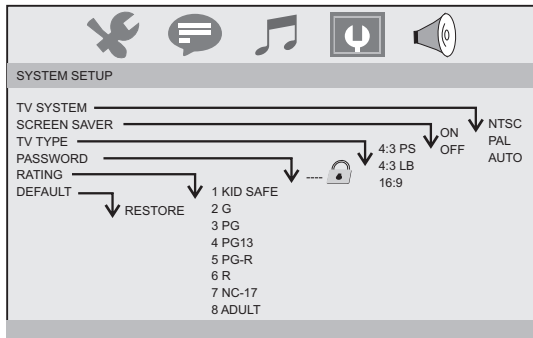 SYSTEM SETUP
TV SYSTEM
SCREEN SAVER
TV TYPE
PASSWORD
RATING
DEFAULT
RESTORE
1 KID SAFE
2 G
3 PG
4 PG13
5 PG-R
6 R
7 NC-17
8 ADULT
----
4:3 PS
4:3 LB
16:9
ON
OFF
NTSC
PAL
AUTO